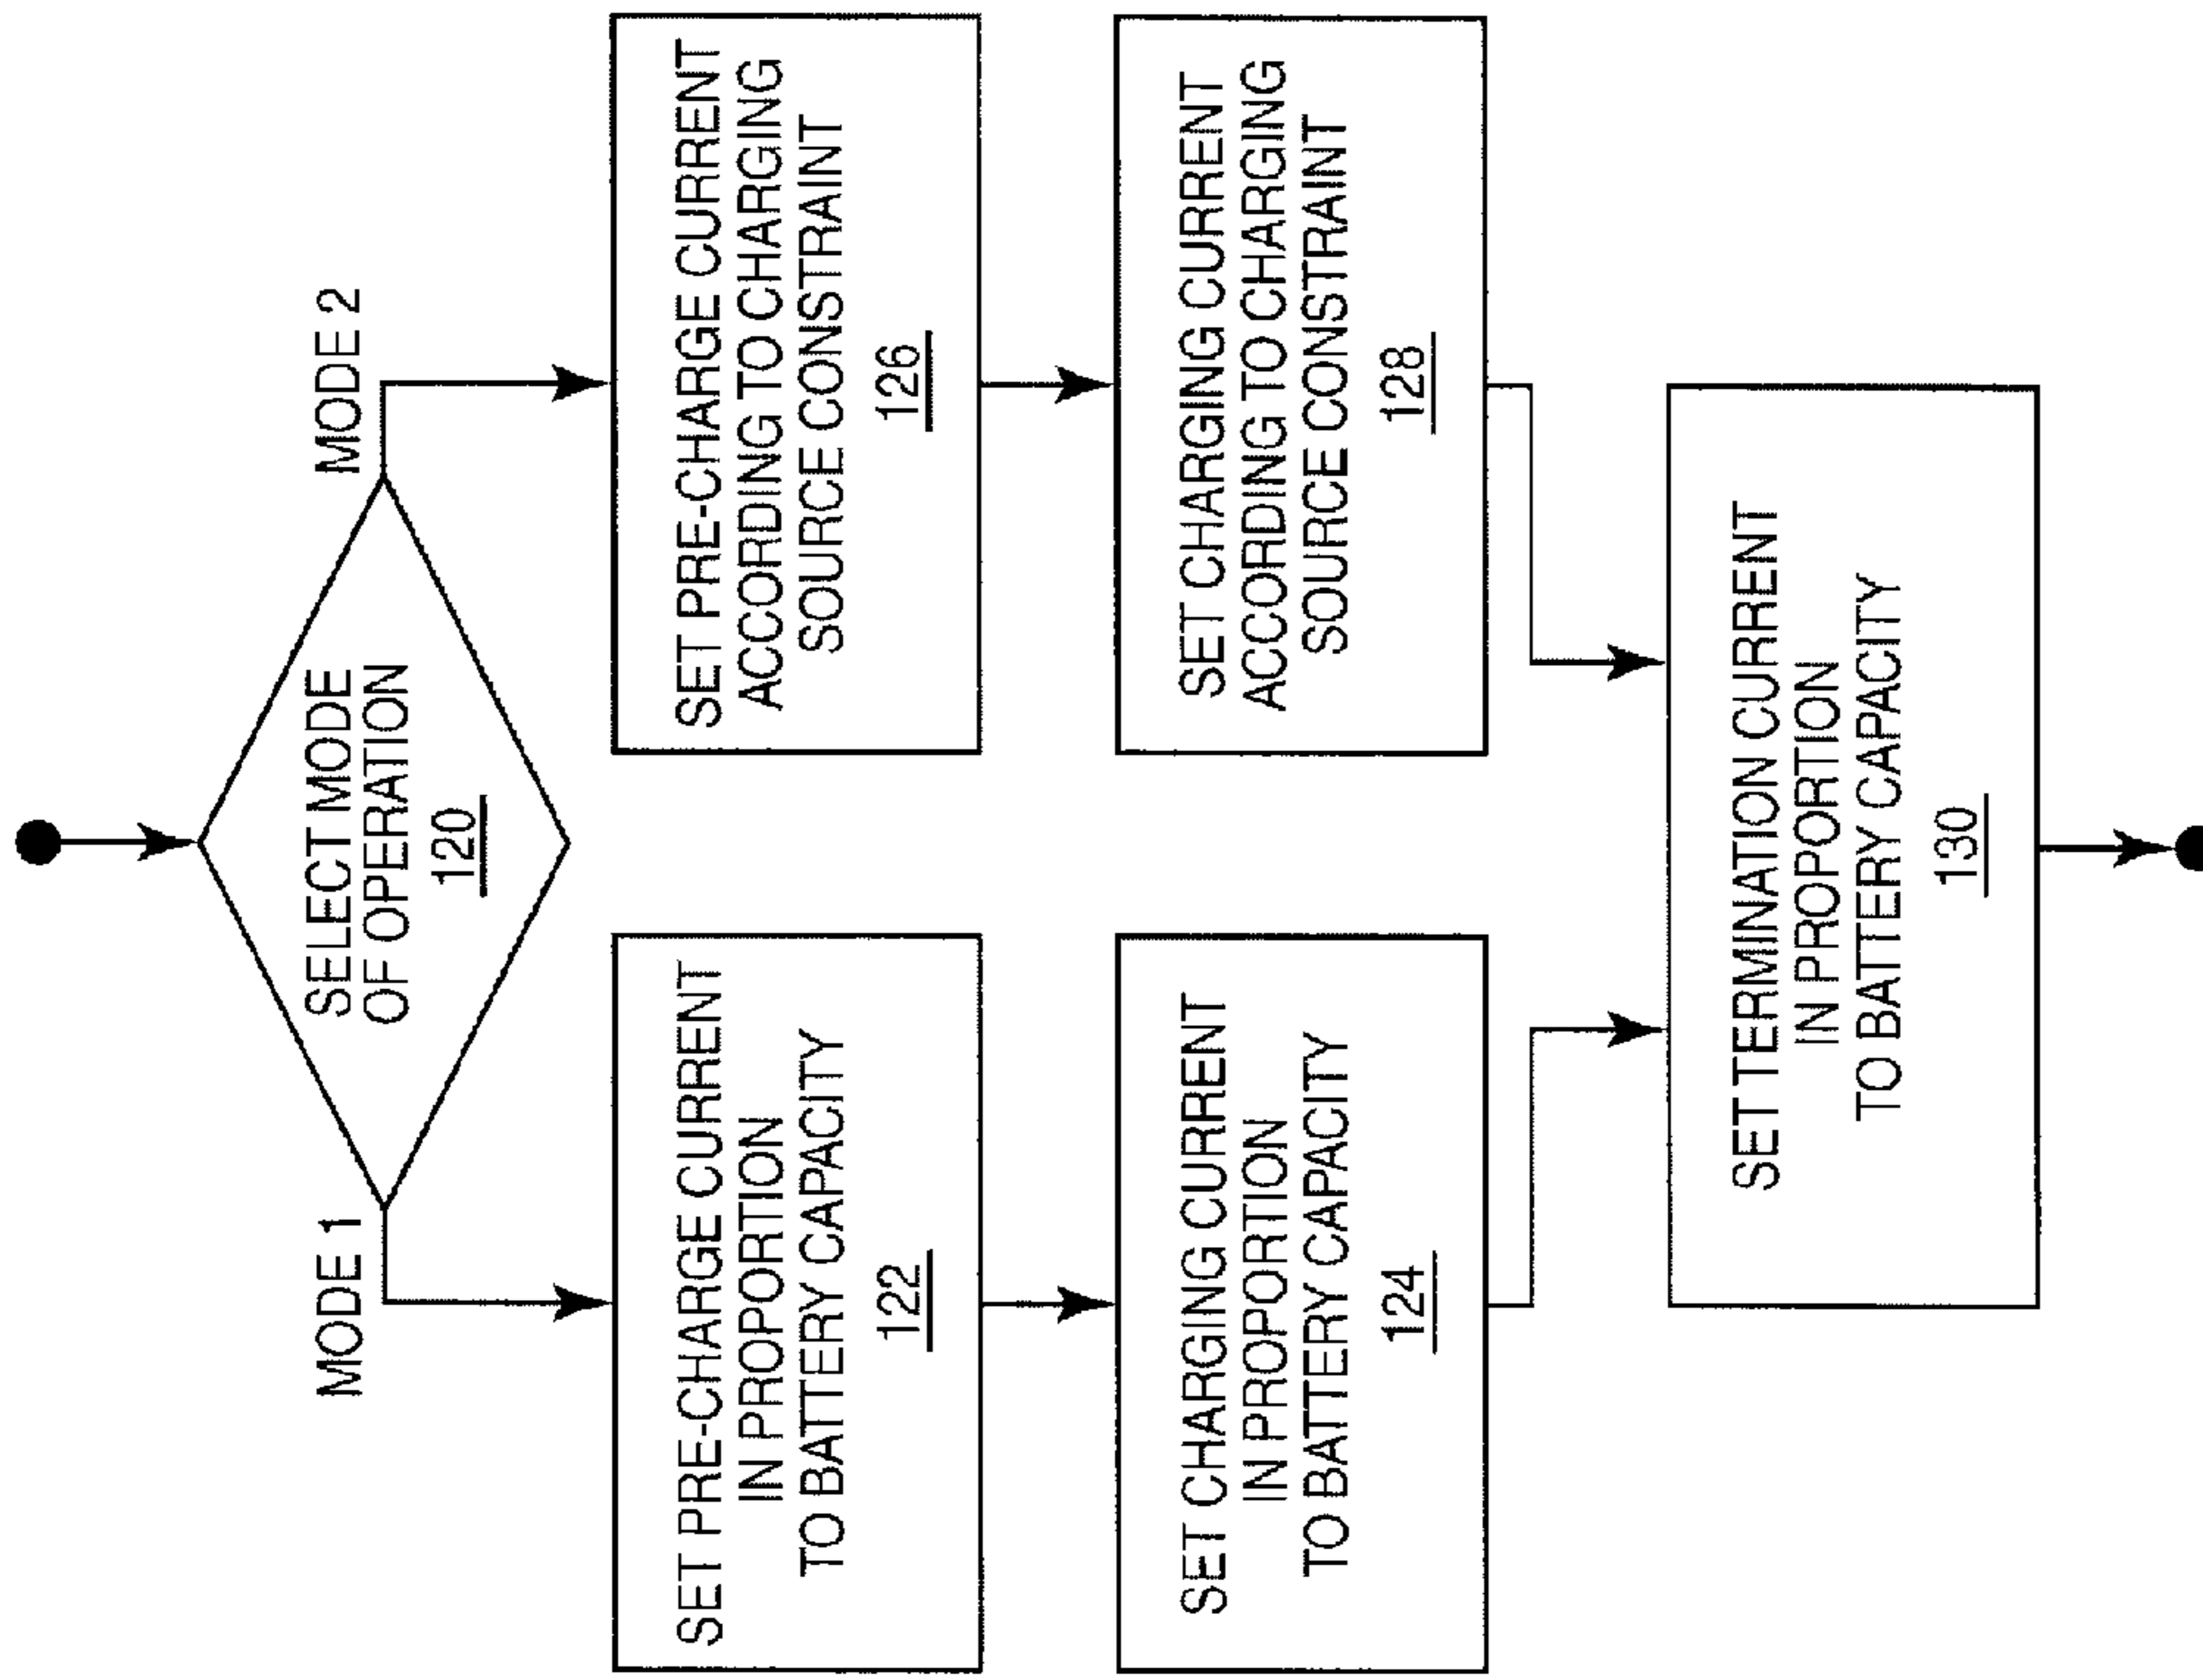 SELECT MODE
OF OPERATION
120
MODE 1
MODE 2
SET PRE-CHARGE CURRENT
IN PROPORTION
TO BATTERY CAPACITY
122
SET CHARGING CURRENT
IN PROPORTION
TO BATTERY CAPACITY
124
SET PRE-CHARGE CURRENT
ACCORDING TO CHARGING
SOURCE CONSTRAINT
126
SET CHARGING CURRENT
ACCORDING TO CHARGING
SOURCE CONSTRAINT
128
SET TERMINATION CURRENT
IN PROPORTION
TO BATTERY CAPACITY
130